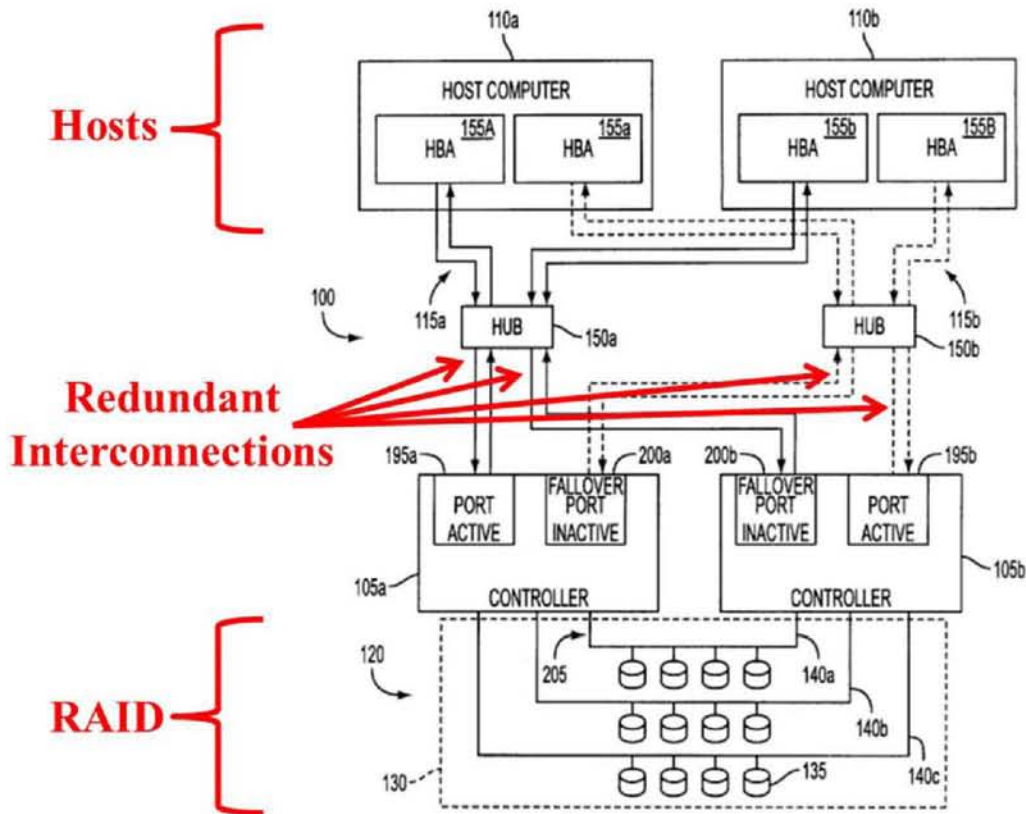 110a
110b
HOST COMPUTER
HOST COMPUTER
Hosts
155A
HBA
155a
HBA
155b
HBA
155B
HBA
115a
115b
100
HUB
150a
HUB
150b
Redundant
Interconnections
195a
200a
200b
195b
PORT
ACTIVE
FALLOVER
PORT
INACTIVE
FALLOVER
PORT
INACTIVE
PORT
ACTIVE
105a
105b
CONTROLLER
CONTROLLER
205
140a
120
RAID
140b
130
135
140c